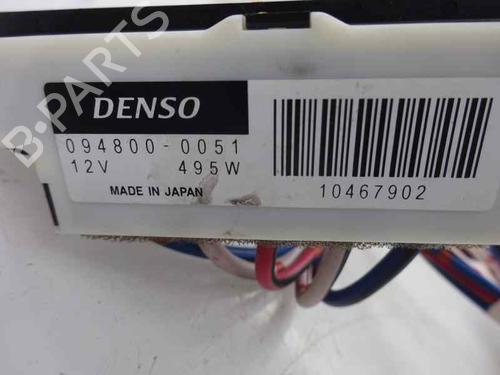 B-PARTS
DENSO
094800-0051
12V 495W
MADE IN JAPAN
10467902